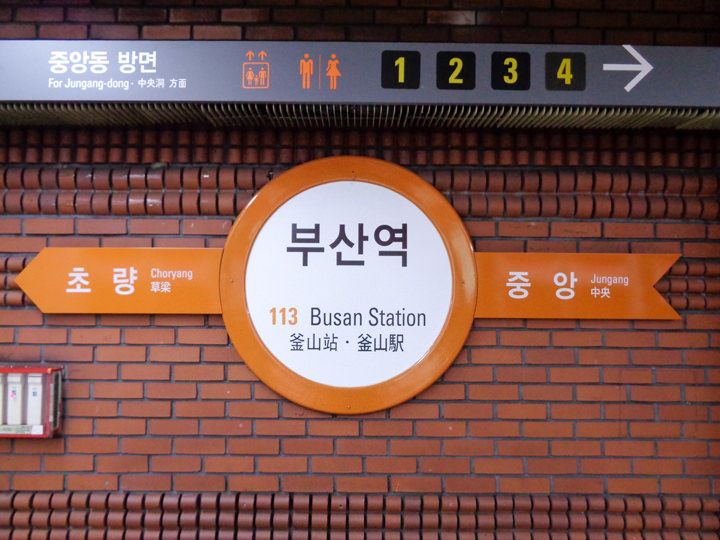 중앙동 방면
For Jungang-dong · 中央洞 方面
1 2 3 4
부산역
113 Busan Station
釜山站 · 釜山駅
초량
Choryang
草梁
중앙
Jungang
中央